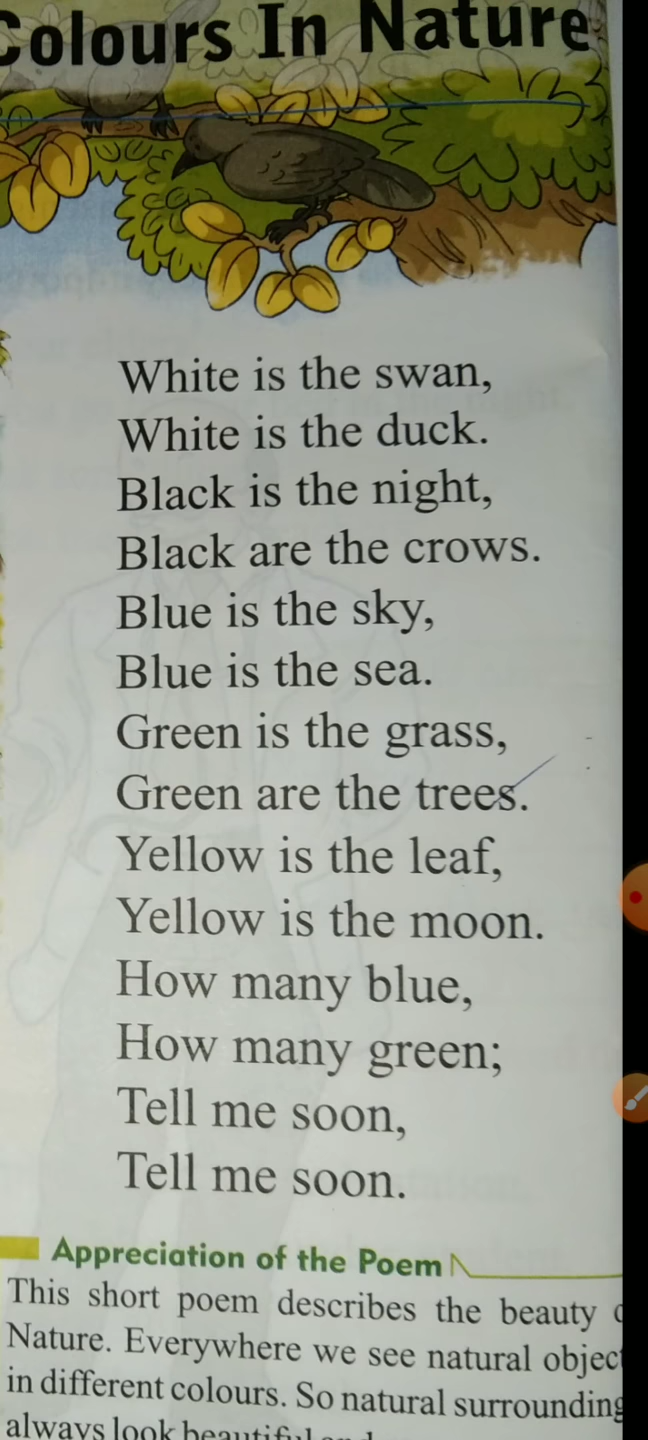 Colours In Nature
White is the swan,
White is the duck.
Black is the night,
Black are the crows.
Blue is the sky,
Blue is the sea.
Green is the grass,
Green are the trees.
Yellow is the leaf,
Yellow is the moon.
How many blue,
How many green;
Tell me soon,
Tell me soon.
Appreciation of the Poem
This short poem describes the beauty
Nature. Everywhere we see natural
in different colours. So natural
always look beautiful